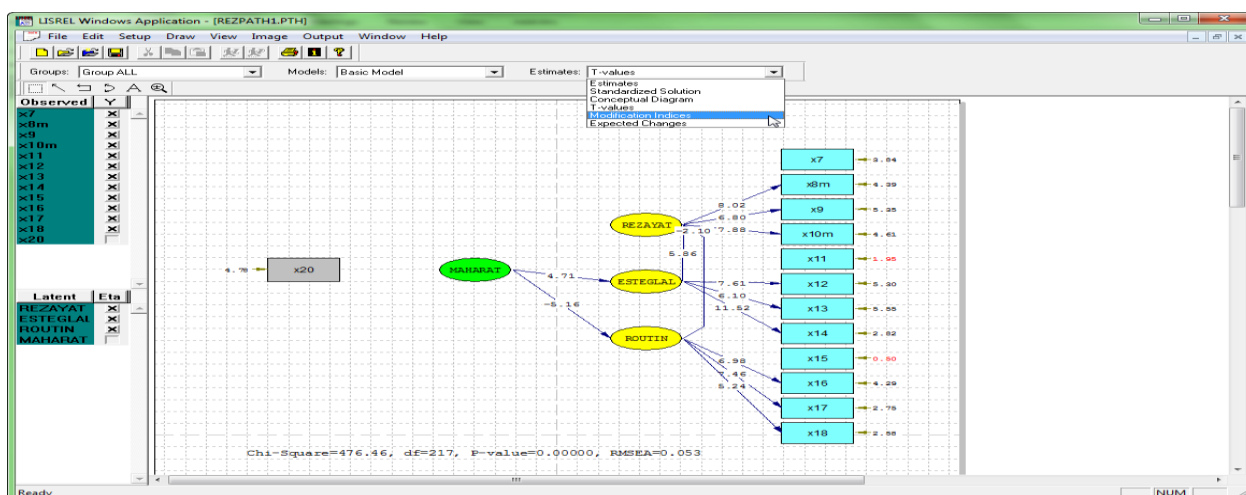 LISREL Windows Application - [REZPATH1.PTH]
File Edit Setup Draw View Image Output Window Help
Groups: Group ALL Models: Basic Model Estimates: T-values
Estimates
Standardized Solution
Conceptual Diagram
T-values
Modification Indices
Expected Changes
Observed Y
x7
x8m
x9
x10m
x11
x12
x13
x14
x15
x16
x17
x18
x20
Latent Eta
REZAYAT
ESTEGLAL
ROUTIN
MAHARAT
4.78 x20
MAHARAT
4.71
-5.16
REZAYAT
ESTEGLAL
ROUTIN
8.02
6.80
-2.10 7.88
5.86
7.61
6.10
11.52
6.98
7.46
5.24
x7 3.84
x8m 4.39
x9 5.35
x10m 4.61
x11 1.95
x12 5.30
x13 5.55
x14 2.82
x15 0.50
x16 4.29
x17 2.75
x18 2.58
Chi-Square=476.46, df=217, P-value=0.00000, RMSEA=0.053
Ready NUM